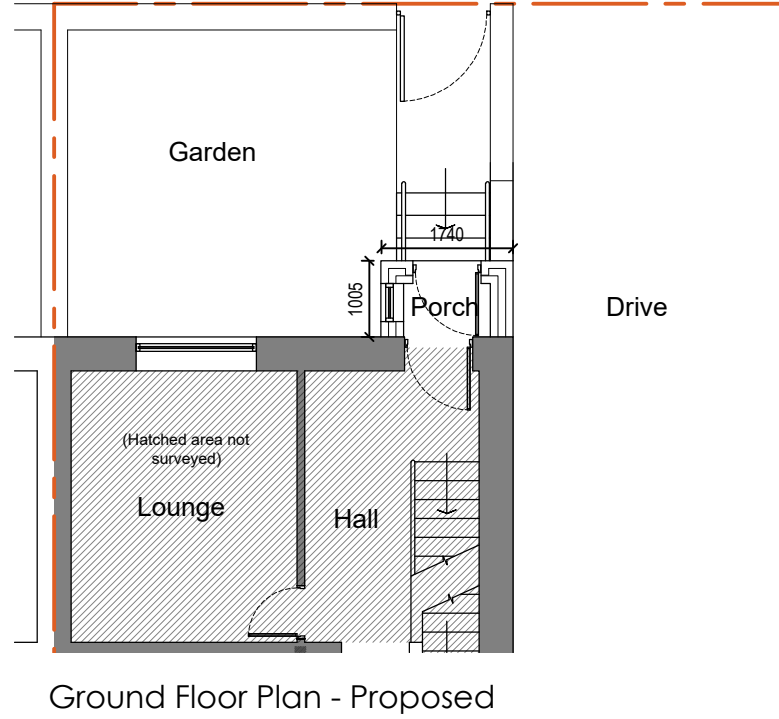 Garden
1740
1005
Porch
Drive
(Hatched area not
surveyed)
Lounge
Hall
Ground Floor Plan - Proposed